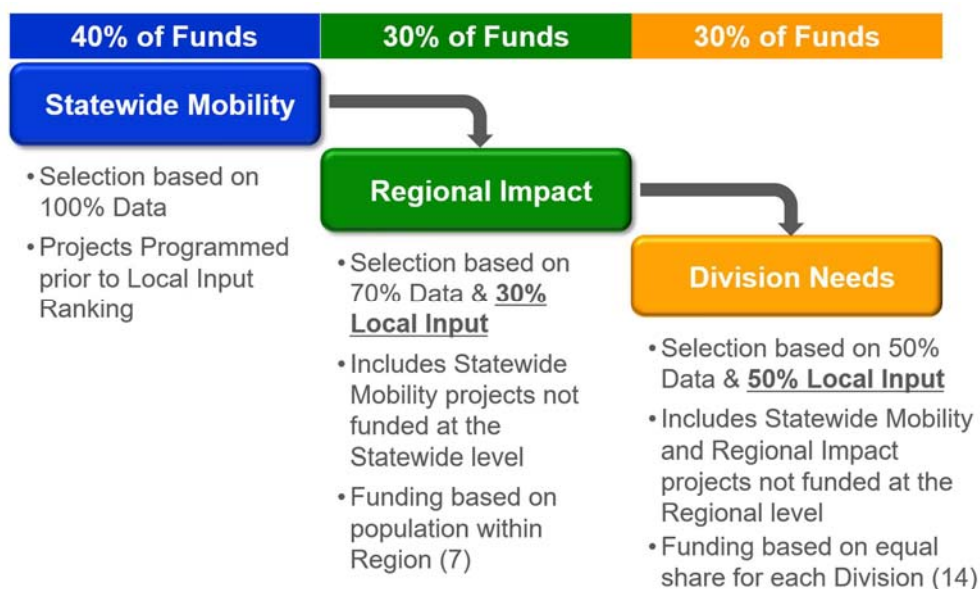 40% of Funds
30% of Funds
30% of Funds
Statewide Mobility
• Selection based on
100% Data
• Projects Programmed
prior to Local Input
Ranking
Regional Impact
• Selection based on
70% Data & 30%
Local Input
• Includes Statewide
Mobility projects not
funded at the
Statewide level
• Funding based on
population within
Region (7)
Division Needs
• Selection based on 50%
Data & 50% Local Input
• Includes Statewide Mobility
and Regional Impact
projects not funded at the
Regional level
• Funding based on equal
share for each Division (14)